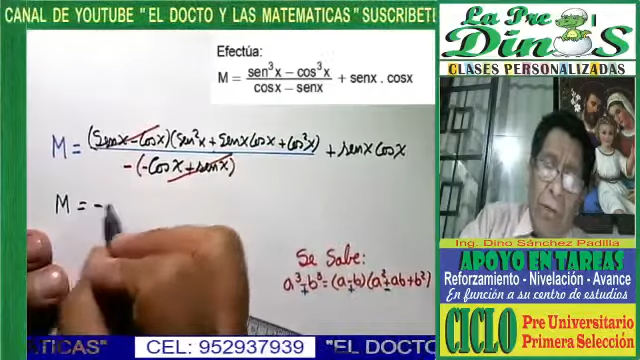 CANAL DE YOUTUBE "EL DOCTO Y LAS MATEMATICAS" SUSCRIBETE
La Pre
DinoS
CLASES PERSONALIZADAS
Efectúa:
M = (sen³x – cos³x)/(cosx – senx) + senx . cosx
M = (Senx - Cosx)(Sen²x + Senx Cosx + Cos²x)/-(-Cosx + senx) + senx Cosx
M = -
Se Sabe:
a³ - b³ = (a - b)(a² + ab + b²)
Ing. Dino Sánchez Padilla
APOYO EN TAREAS
Reforzamiento - Nivelación - Avance
En función a su centro de estudios
CICLO Pre Universitario
Primera Selección
ÁTICAS" CEL: 952937939 "EL DOCTO